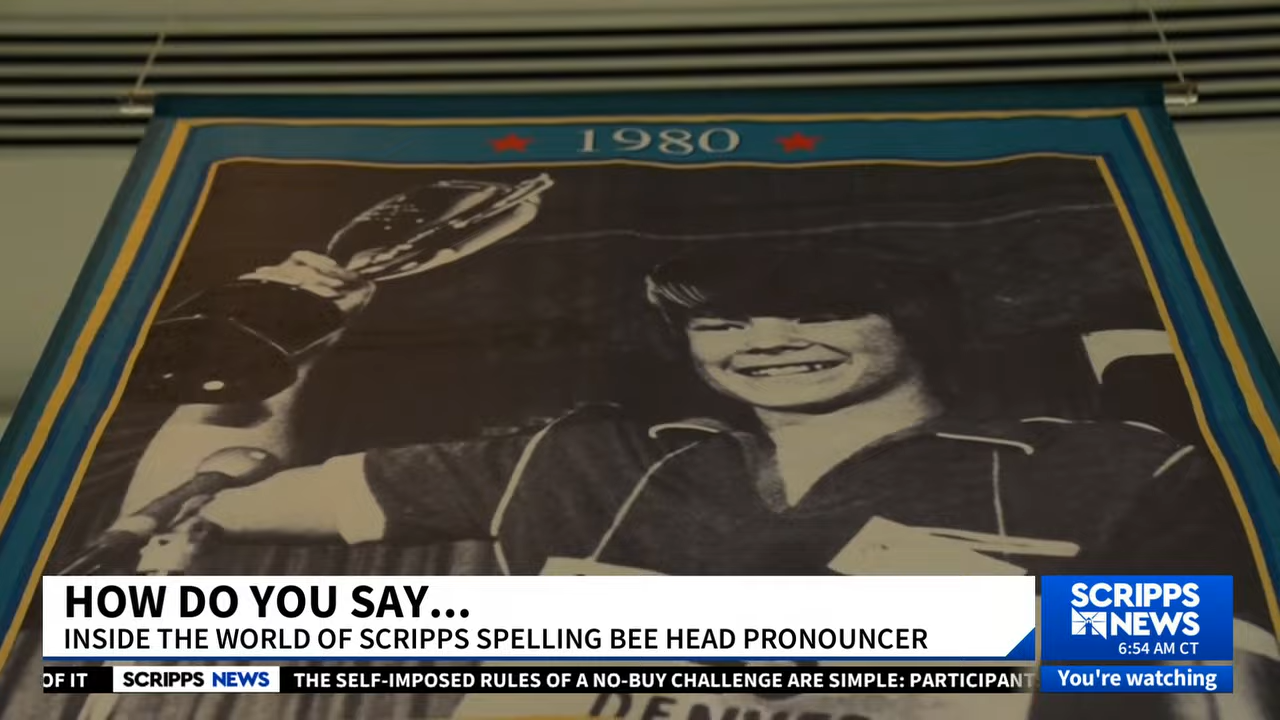 1980
HOW DO YOU SAY...
INSIDE THE WORLD OF SCRIPPS SPELLING BEE HEAD PRONOUNCER
SCRIPPS
NEWS
6:54 AM CT
You're watching
OF IT SCRIPPS NEWS THE SELF-IMPOSED RULES OF A NO-BUY CHALLENGE ARE SIMPLE: PARTICIPANT